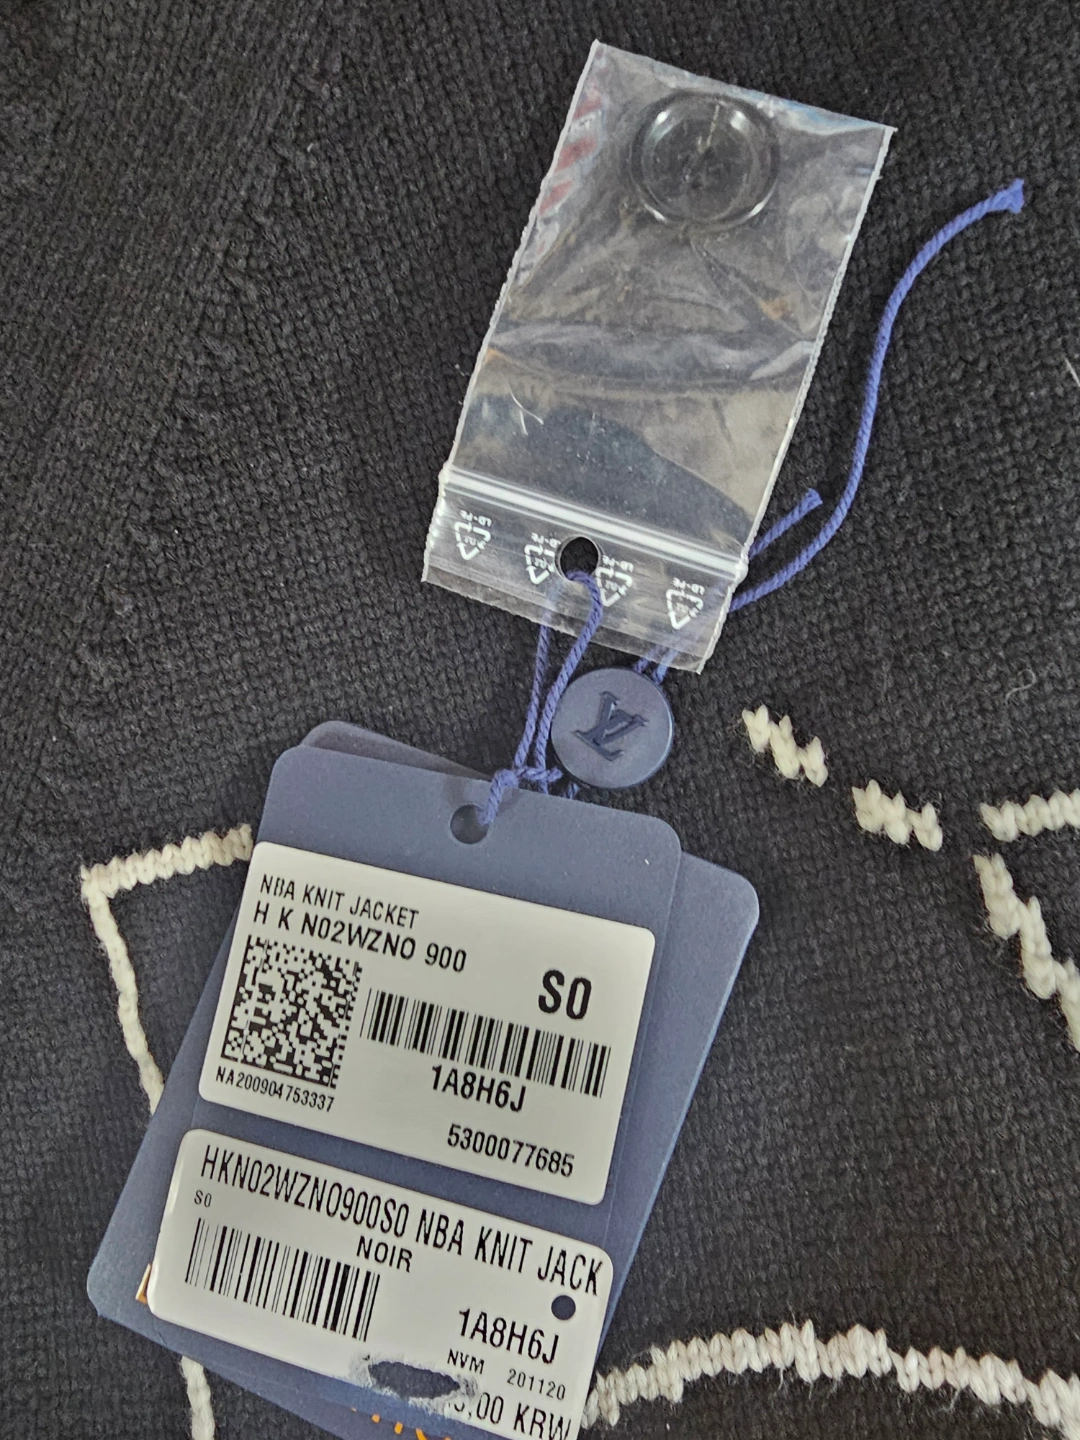 LV
NBA KNIT JACKET
H K N02WZNO 900
S0
1A8H6J
NA200904753337
5300077685
HKN02WZNO900S0 NBA KNIT JACK
S0
NOIR
1A8H6J
NVM 201120
,00 KRW